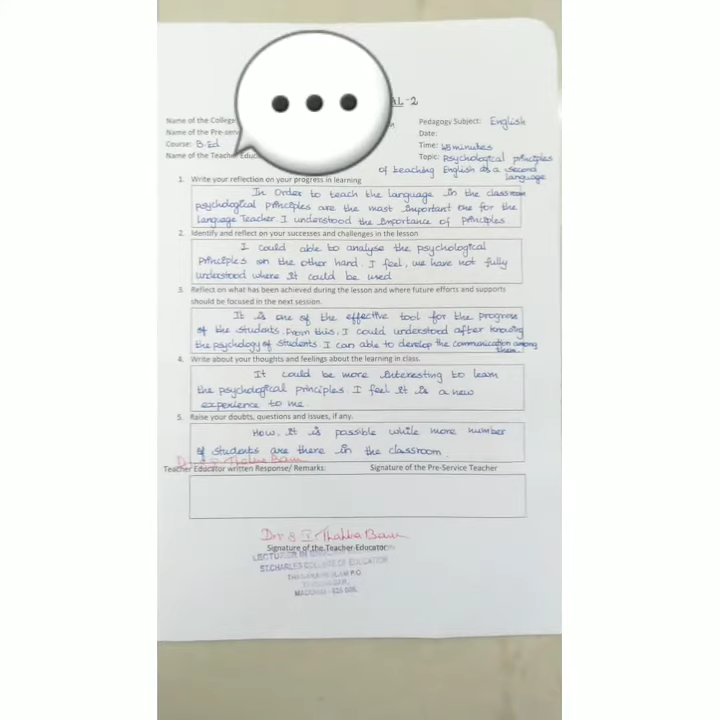 AL-2
Name of the College
Pedagogy Subject: English
Name of the Pre-serv
Date:
Course: B.Ed
Time: 45 minutes
Name of the Teacher Educa
Topic: Psychological principles
of teaching English as a second
language
1. Write your reflection on your progress in learning
In Order to teach the language in the classroom
psychological principles are the most important one for the
language Teacher. I understood the importance of principles
2. Identify and reflect on your successes and challenges in the lesson
I could able to analyse the psychological
principles on the other hand. I feel, we have not fully
understood where it could be used
3. Reflect on what has been achieved during the lesson and where future efforts and supports
should be focused in the next session.
It is one of the effective tool for the progress
of the students. From this, I could understood after knowing
the psychology of students. I can able to develop the communication among
them.
4. Write about your thoughts and feelings about the learning in class.
It could be more interesting to learn
the psychological principles. I feel it is a new
experience to me.
5. Raise your doubts, questions and issues, if any.
How, it is possible while more number
of students are there in the classroom.
Teacher Educator written Response/ Remarks:
Signature of the Pre-Service Teacher
Signature of the Teacher Educator
LECTURER IN
ST.CHARLES COLLEGE OF EDUCATION